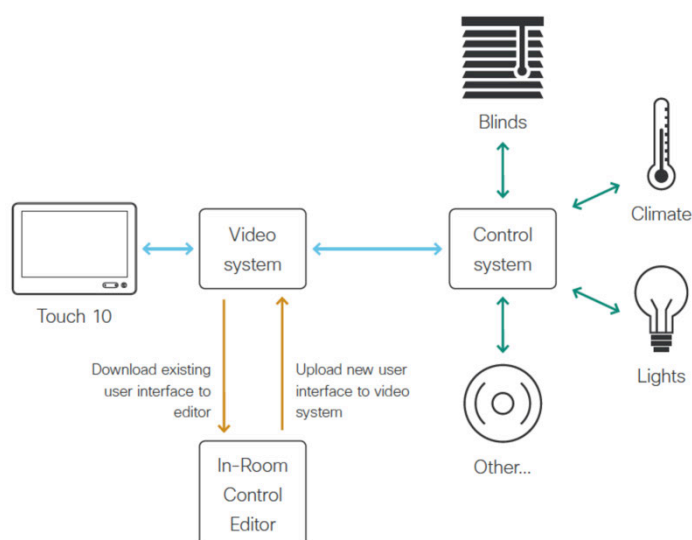 Blinds
Climate
Video
system
Control
system
Touch 10
Lights
Download existing
user interface to
editor
Upload new user
interface to video
system
In-Room
Control
Editor
Other...